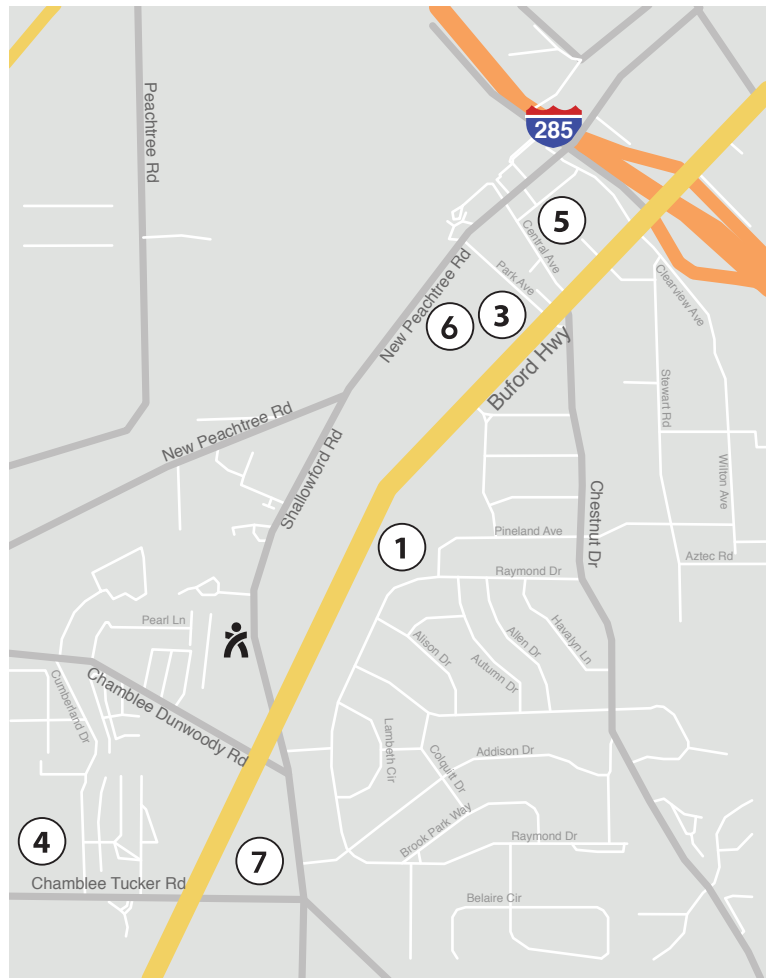 285
Peachtree Rd
5
Central Ave
Park Ave
Clearview Ave
New Peachtree Rd
6
3
Buford Hwy
Stewart Rd
New Peachtree Rd
Shallowford Rd
Wilton Ave
Chestnut Dr
1
Pineland Ave
Aztec Rd
Raymond Dr
Pearl Ln
Alison Dr
Allen Dr
Havalyn Ln
Autumn Dr
Cumberland Dr
Chamblee Dunwoody Rd
Lambeth Cir
Colquitt Dr
Addison Dr
Brook Park Way
Raymond Dr
4
7
Chamblee Tucker Rd
Belaire Cir